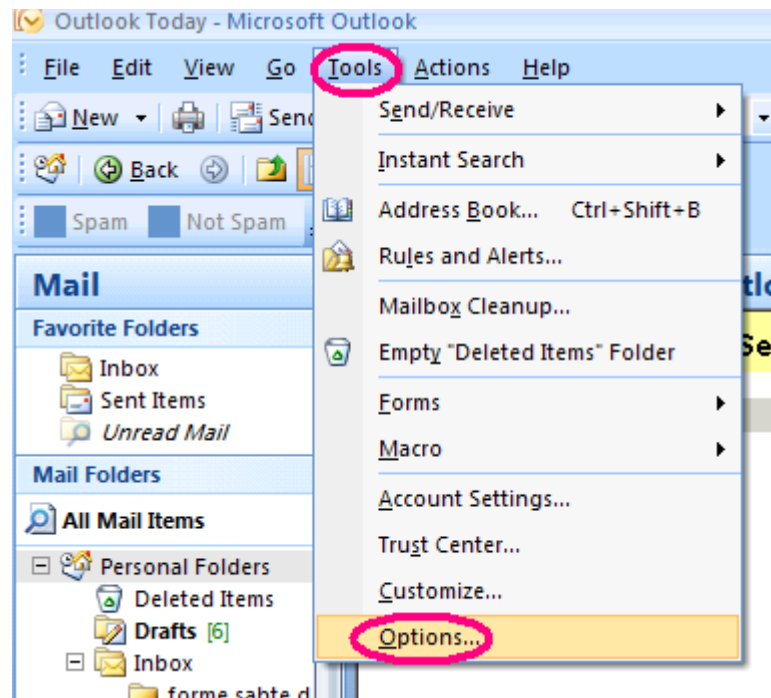 Outlook Today - Microsoft Outlook
File Edit View Go Tools Actions Help
New Send
Send/Receive
Back
Instant Search
Spam Not Spam
Address Book... Ctrl+Shift+B
Rules and Alerts...
Mail
Mailbox Cleanup...
Favorite Folders
Empty "Deleted Items" Folder
Inbox
Sent Items
Forms
Unread Mail
Macro
Mail Folders
Account Settings...
All Mail Items
Trust Center...
Personal Folders
Customize...
Deleted Items
Drafts [6]
Options...
Inbox
forme sabte d